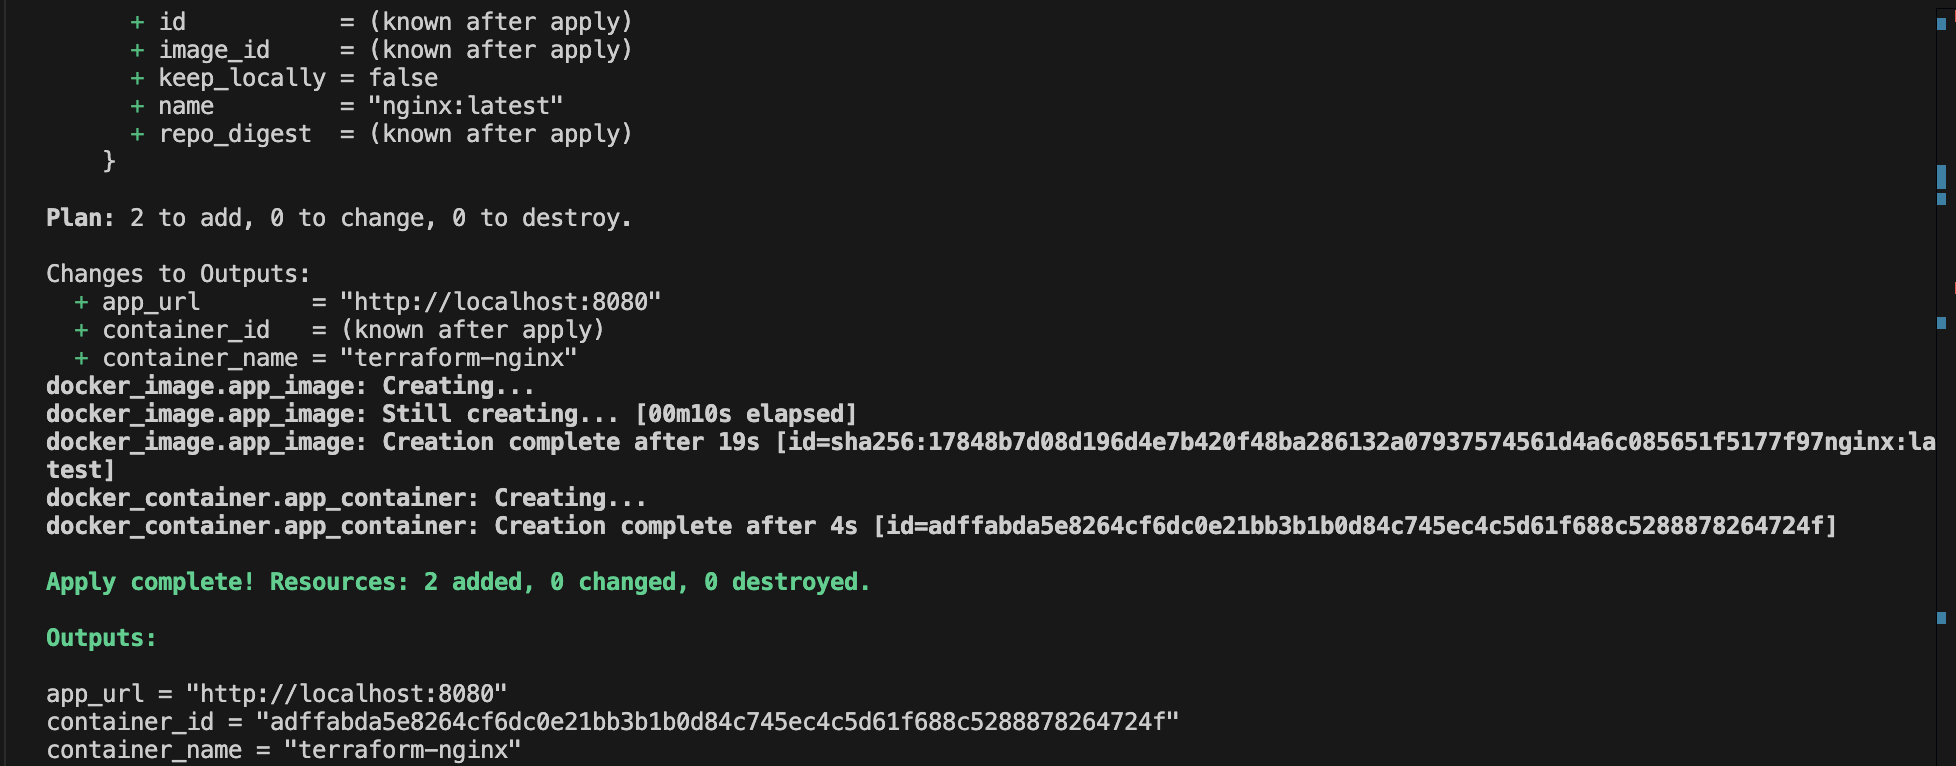 + id           = (known after apply)
+ image_id     = (known after apply)
+ keep_locally = false
+ name         = "nginx:latest"
+ repo_digest  = (known after apply)
}
Plan: 2 to add, 0 to change, 0 to destroy.
Changes to Outputs:
+ app_url        = "http://localhost:8080"
+ container_id   = (known after apply)
+ container_name = "terraform-nginx"
docker_image.app_image: Creating...
docker_image.app_image: Still creating... [00m10s elapsed]
docker_image.app_image: Creation complete after 19s [id=sha256:17848b7d08d196d4e7b420f48ba286132a07937574561d4a6c085651f5177f97nginx:la
test]
docker_container.app_container: Creating...
docker_container.app_container: Creation complete after 4s [id=adffabda5e8264cf6dc0e21bb3b1b0d84c745ec4c5d61f688c5288878264724f]
Apply complete! Resources: 2 added, 0 changed, 0 destroyed.
Outputs:
app_url = "http://localhost:8080"
container_id = "adffabda5e8264cf6dc0e21bb3b1b0d84c745ec4c5d61f688c5288878264724f"
container_name = "terraform-nginx"